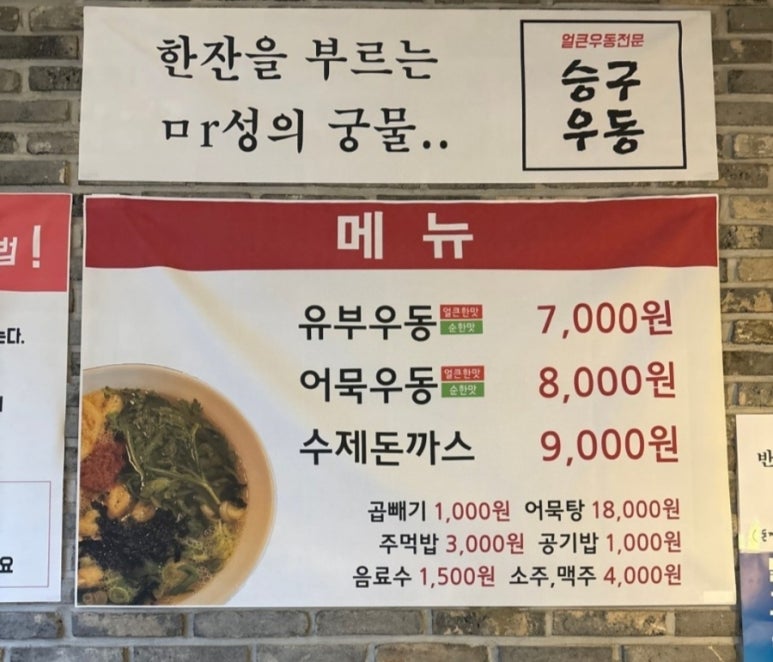 한잔을 부르는
ㅁr성의 궁물..
얼큰우동전문
승구
우동
법!
는다.
요
메뉴
유부우동 얼큰한맛 순한맛 7,000원
어묵우동 얼큰한맛 순한맛 8,000원
수제돈까스 9,000원
곱빼기 1,000원 어묵탕 18,000원
주먹밥 3,000원 공기밥 1,000원
음료수 1,500원 소주,맥주 4,000원
반